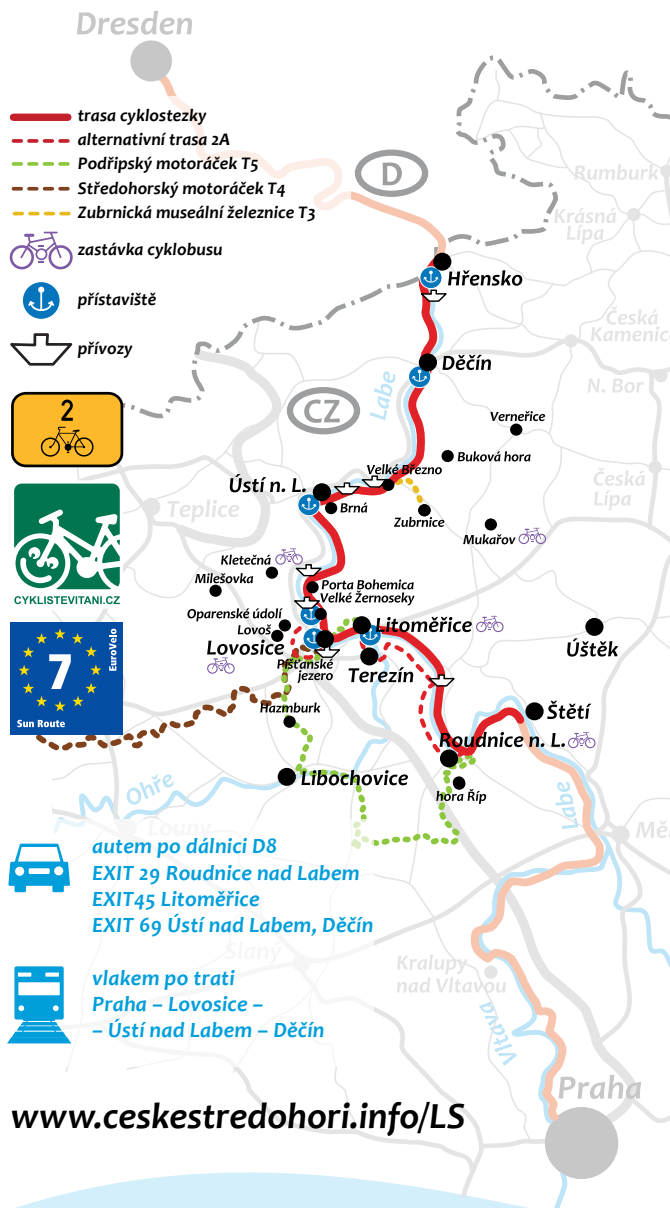 Dresden
trasa cyklostezky
alternativní trasa 2A
Podřipský motoráček T5
Středohorský motoráček T4
Zubrnická museální železnice T3
zastávka cyklobusu
přístaviště
přívozy
D
Rumburk
Krásná
Lípa
Hřensko
Česká
Kamenice
Děčín
N. Bor
Labe
CZ
2
Verneřice
Buková hora
Velké Březno
Ústí n. L.
Brná
Zubrnice
Česká
Lípa
Teplice
Mukařov
CYKLISTEVITANI.CZ
Kletečná
Milešovka
Porta Bohemica
Velké Žernoseky
Oparenské údolí
Lovoš
Lovosice
Litoměřice
Úštěk
Píšťanské
jezero
Terezín
7
EuroVelo
Sun Route
Hazmburk
Štětí
Roudnice n. L.
Libochovice
hora Říp
Ohře
Labe
Louny
Mě
autem po dálnici D8
EXIT 29 Roudnice nad Labem
EXIT45 Litoměřice
EXIT 69 Ústí nad Labem, Děčín
Slaný
Kralupy
nad Vltavou
vlakem po trati
Praha – Lovosice –
– Ústí nad Labem – Děčín
Vltava
Praha
www.ceskestredohori.info/LS